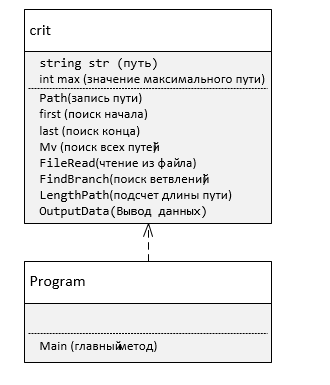 crit
string str (путь)
int max (значение максимального пути)
Path(запись пути)
first (поиск начала)
last (поиск конца)
Mv (поиск всех путей)
FileRead(чтение из файла)
FindBranch(поиск ветвлений)
LengthPath(подсчет длины пути)
OutputData(Вывод данных)
Program
Main (главный метод)